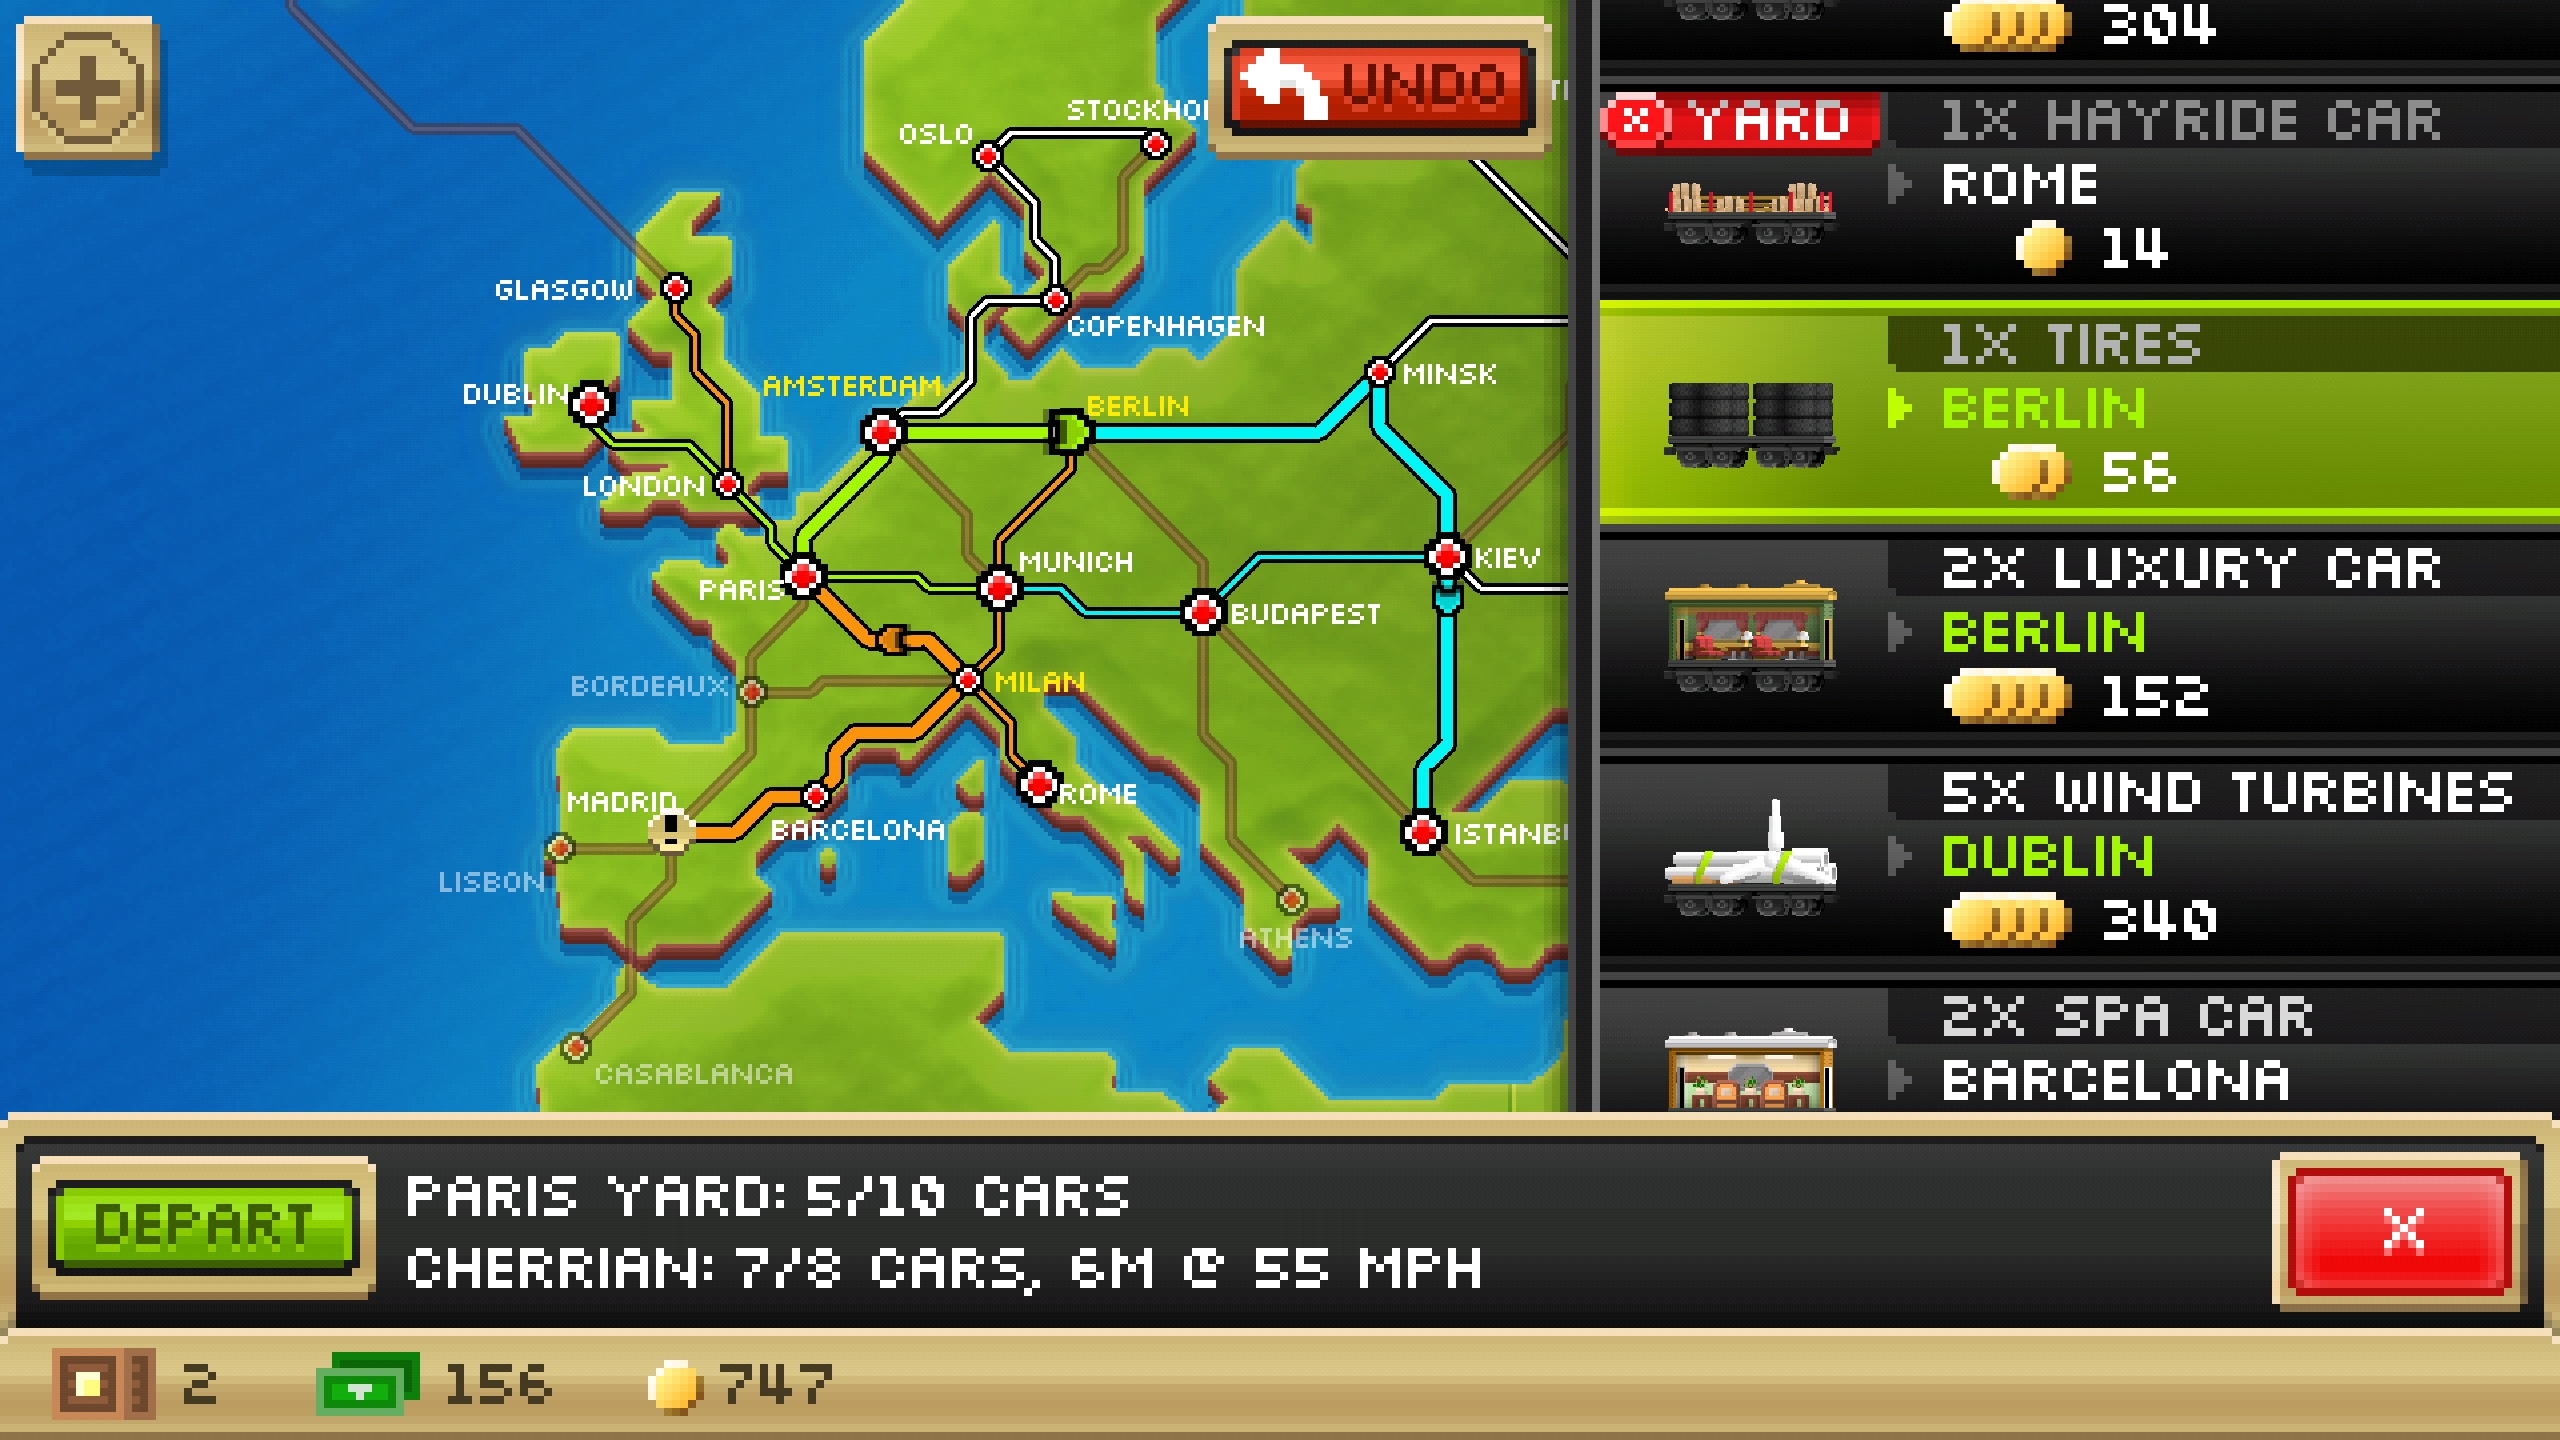 304
UNDO
STOCKHOL
OSLO
YARD
1X HAYRIDE CAR
ROME
14
GLASGOW
COPENHAGEN
1X TIRES
BERLIN
56
DUBLIN
AMSTERDAM
BERLIN
MINSK
LONDON
2X LUXURY CAR
BERLIN
152
PARIS
MUNICH
KIEV
BUDAPEST
BORDEAUX
MILAN
5X WIND TURBINES
DUBLIN
340
MADRID
ROME
BARCELONA
ISTANB
LISBON
ATHENS
CASABLANCA
2X SPA CAR
BARCELONA
DEPART
PARIS YARD: 5/10 CARS
CHERRIAN: 7/8 CARS, 6M @ 55 MPH
X
2
156
747